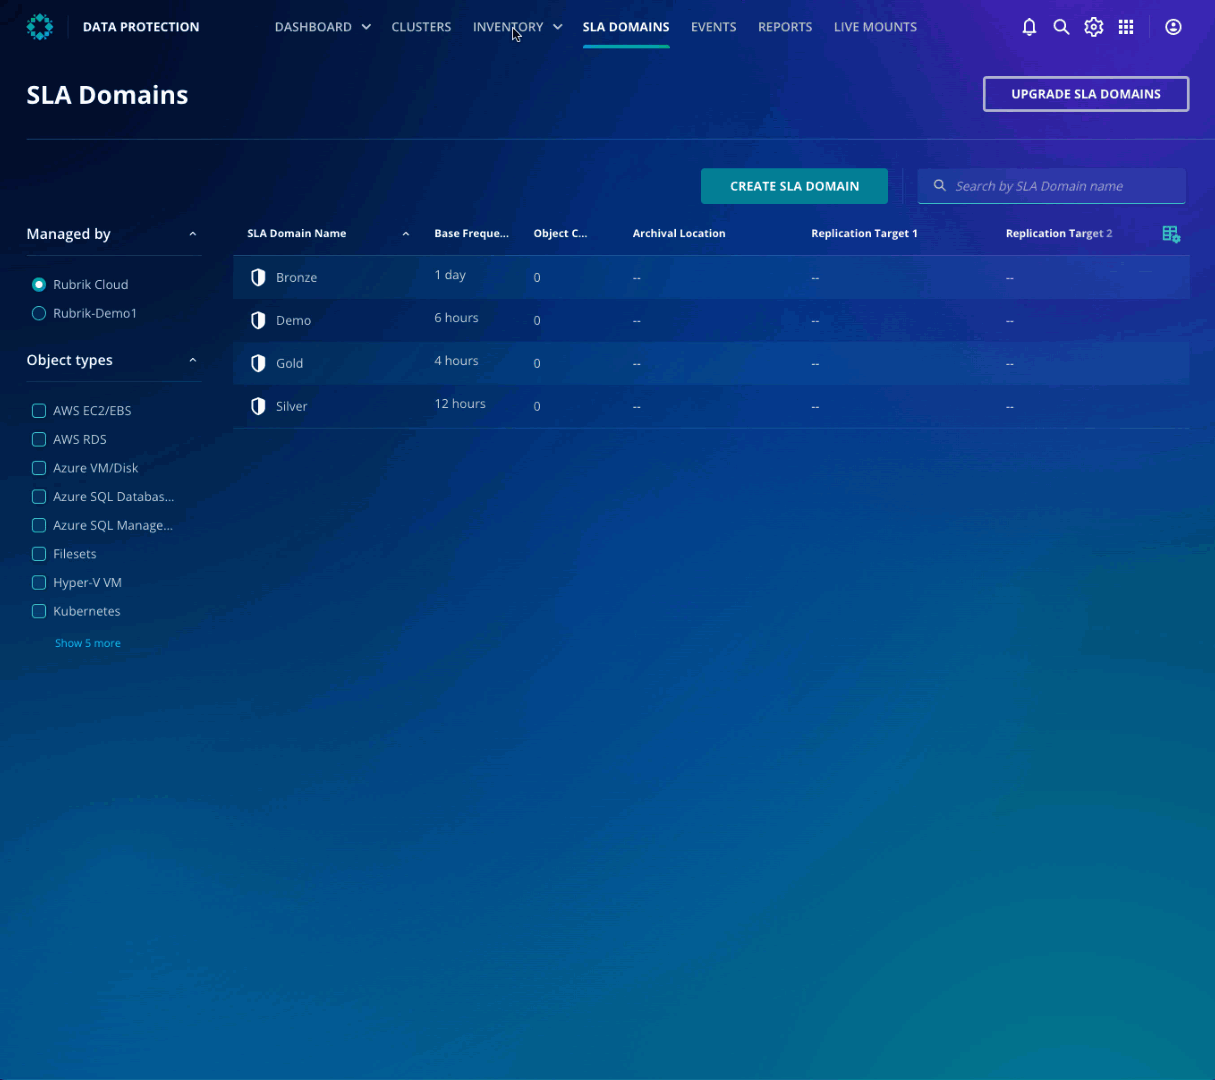 DATA PROTECTION DASHBOARD CLUSTERS INVENTORY SLA DOMAINS EVENTS REPORTS LIVE MOUNTS
SLA Domains UPGRADE SLA DOMAINS
CREATE SLA DOMAIN Search by SLA Domain name
Managed by
Rubrik Cloud
Rubrik-Demo1
Object types
AWS EC2/EBS
AWS RDS
Azure VM/Disk
Azure SQL Databas...
Azure SQL Manage...
Filesets
Hyper-V VM
Kubernetes
Show 5 more
SLA Domain Name Base Freque... Object C... Archival Location Replication Target 1 Replication Target 2
Bronze 1 day 0 -- -- --
Demo 6 hours 0 -- -- --
Gold 4 hours 0 -- -- --
Silver 12 hours 0 -- -- --